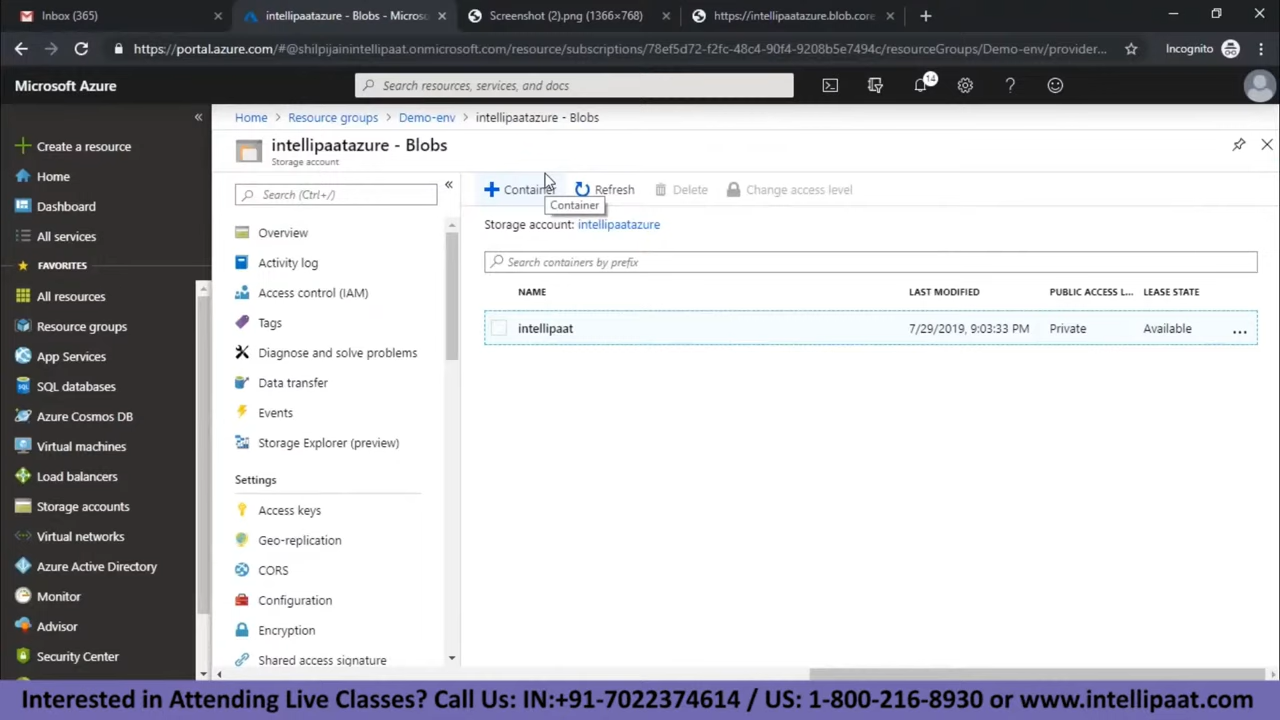 Inbox (365)
intellipaatazure - Blobs - Micros
Screenshot (2).png (1366×768)
https://intellipaatazure.blob.core
https://portal.azure.com/#@shilpijainintellipaat.onmicrosoft.com/resource/subscriptions/78ef5d72-f2fc-48c4-90f4-9208b5e7494c/resourceGroups/Demo-env/provider...
Incognito
Microsoft Azure
Search resources, services, and docs
14
Create a resource
Home
Dashboard
All services
FAVORITES
All resources
Resource groups
App Services
SQL databases
Azure Cosmos DB
Virtual machines
Load balancers
Storage accounts
Virtual networks
Azure Active Directory
Monitor
Advisor
Security Center
Home > Resource groups > Demo-env > intellipaatazure - Blobs
intellipaatazure - Blobs
Storage account
Search (Ctrl+/)
Overview
Activity log
Access control (IAM)
Tags
Diagnose and solve problems
Data transfer
Events
Storage Explorer (preview)
Settings
Access keys
Geo-replication
CORS
Configuration
Encryption
Shared access signature
Container Refresh Delete Change access level
Container
Storage account: intellipaatazure
Search containers by prefix
NAME LAST MODIFIED PUBLIC ACCESS L... LEASE STATE
intellipaat 7/29/2019, 9:03:33 PM Private Available ...
Interested in Attending Live Classes? Call Us: IN:+91-7022374614 / US: 1-800-216-8930 or www.intellipaat.com